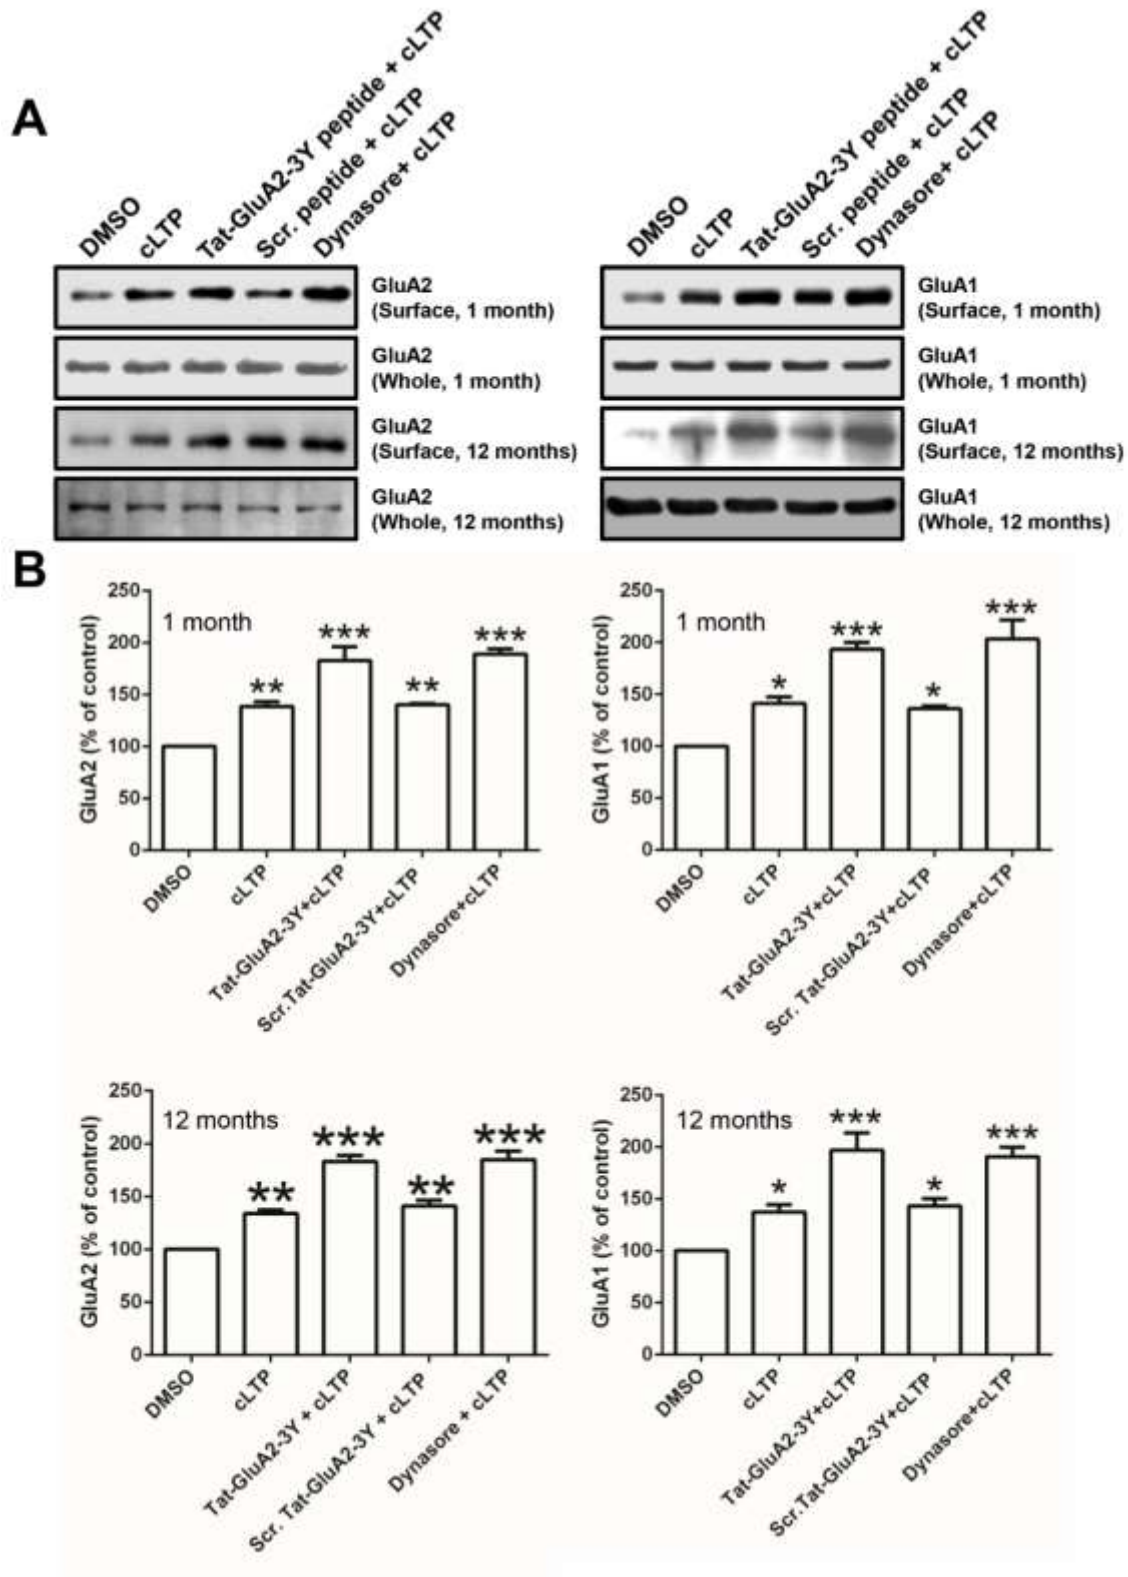 A
DMSO
cLTP
Tat-GluA2-3Y peptide + cLTP
Scr. peptide + cLTP
Dynasore+ cLTP
GluA2
(Surface, 1 month)
GluA2
(Whole, 1 month)
GluA2
(Surface, 12 months)
GluA2
(Whole, 12 months)
DMSO
cLTP
Tat-GluA2-3Y peptide + cLTP
Scr. peptide + cLTP
Dynasore+ cLTP
GluA1
(Surface, 1 month)
GluA1
(Whole, 1 month)
GluA1
(Surface, 12 months)
GluA1
(Whole, 12 months)
B
GluA2 (% of control)
250
200
150
100
50
0
1 month
**
***
**
***
DMSO
cLTP
Tat-GluA2-3Y+cLTP
Scr.Tat-GluA2-3Y+cLTP
Dynasore+cLTP
GluA1 (% of control)
250
200
150
100
50
0
1 month
*
***
*
***
DMSO
cLTP
Tat-GluA2-3Y+cLTP
Scr. Tat-GluA2-3Y+cLTP
Dynasore+cLTP
GluA2 (% of control)
250
200
150
100
50
0
12 months
**
***
**
***
DMSO
cLTP
Tat-GluA2-3Y + cLTP
Scr. Tat-GluA2-3Y + cLTP
Dynasore + cLTP
GluA1 (% of control)
250
200
150
100
50
0
12 months
*
***
*
***
DMSO
cLTP
Tat-GluA2-3Y+cLTP
Scr.Tat-GluA2-3Y+cLTP
Dynasore+cLTP